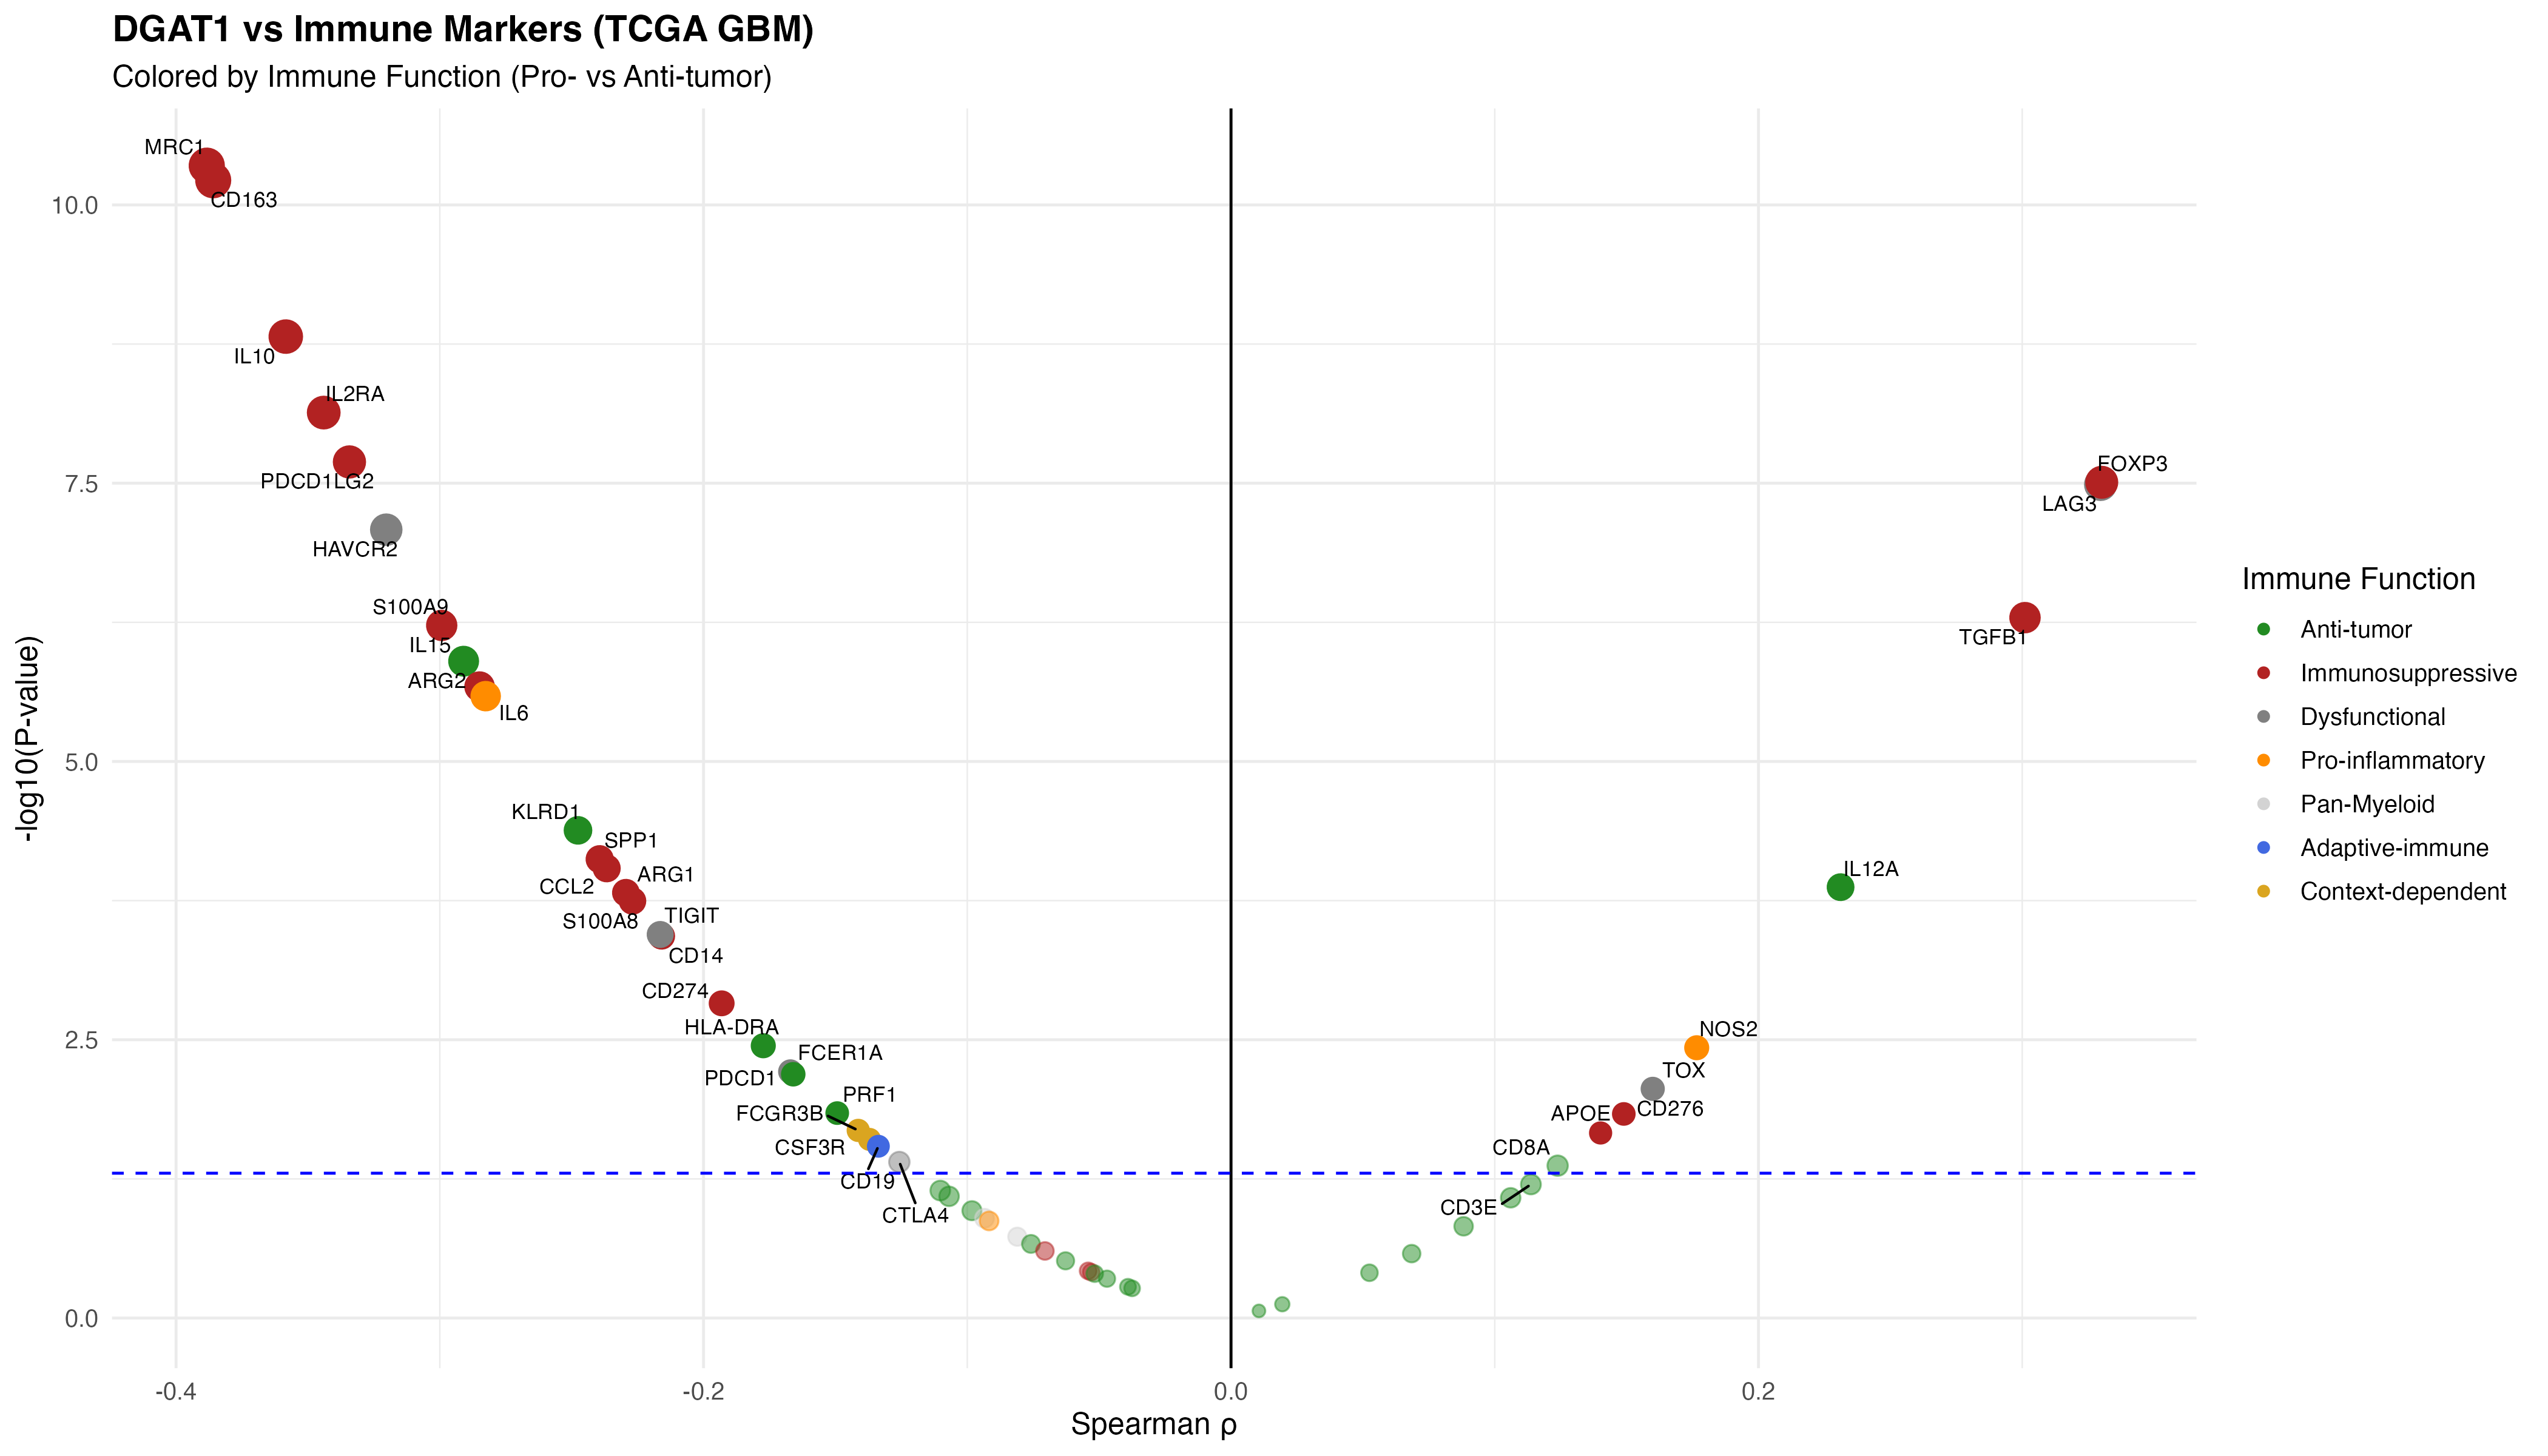 DGAT1 vs Immune Markers (TCGA GBM)
Colored by Immune Function (Pro- vs Anti-tumor)
MRC1
CD163
10.0
IL10
IL2RA
PDCD1LG2
7.5
FOXP3
LAG3
HAVCR2
S100A9
IL15
TGFB1
ARG2
IL6
5.0
KLRD1
SPP1
CCL2
ARG1
IL12A
S100A8
TIGIT
CD14
CD274
HLA-DRA
NOS2
2.5
FCER1A
PDCD1
TOX
PRF1
CD276
FCGR3B
APOE
CSF3R
CD8A
CD19
CD3E
CTLA4
0.0
-0.4
-0.2
0.0
0.2
Spearman ρ
-log10(P-value)
Immune Function
Anti-tumor
Immunosuppressive
Dysfunctional
Pro-inflammatory
Pan-Myeloid
Adaptive-immune
Context-dependent